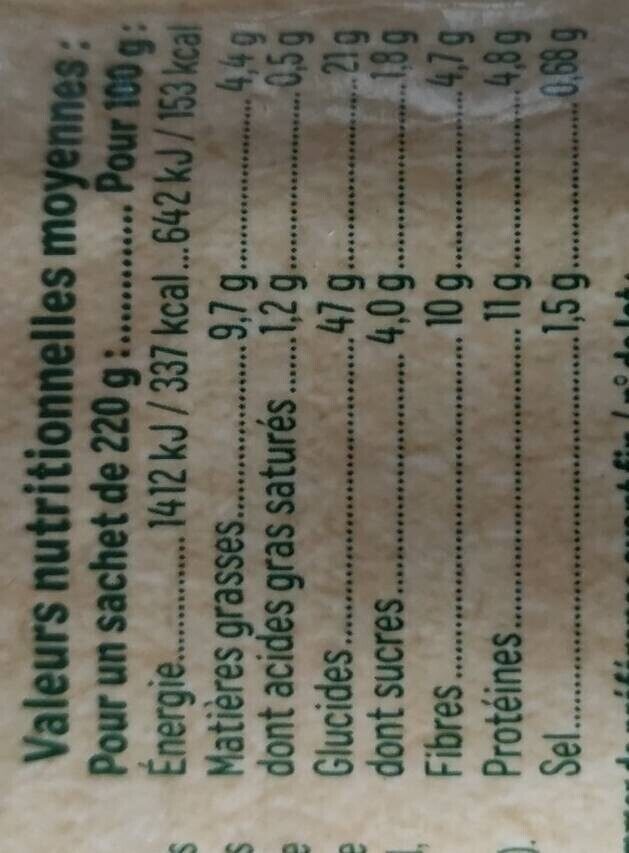 Valeurs nutritionnelles moyennes :
Pour un sachet de 220 g :............... Pour 100 g :
Énergie............ 1412 kJ / 337 kcal...642 kJ / 153 kcal
Matières grasses.................. 9,7 g.................. 4,4 g
dont acides gras saturés ......1,2 g.................. 0,5 g
Glucides.................................. 47 g.................. 21 g
dont sucres........................... 4,0 g.................. 1,8 g
Fibres ................................... 10 g.................. 4,7 g
Protéines............................... 11 g.................. 4,8 g
Sel..........................................1,5 g.................. 0,68 g